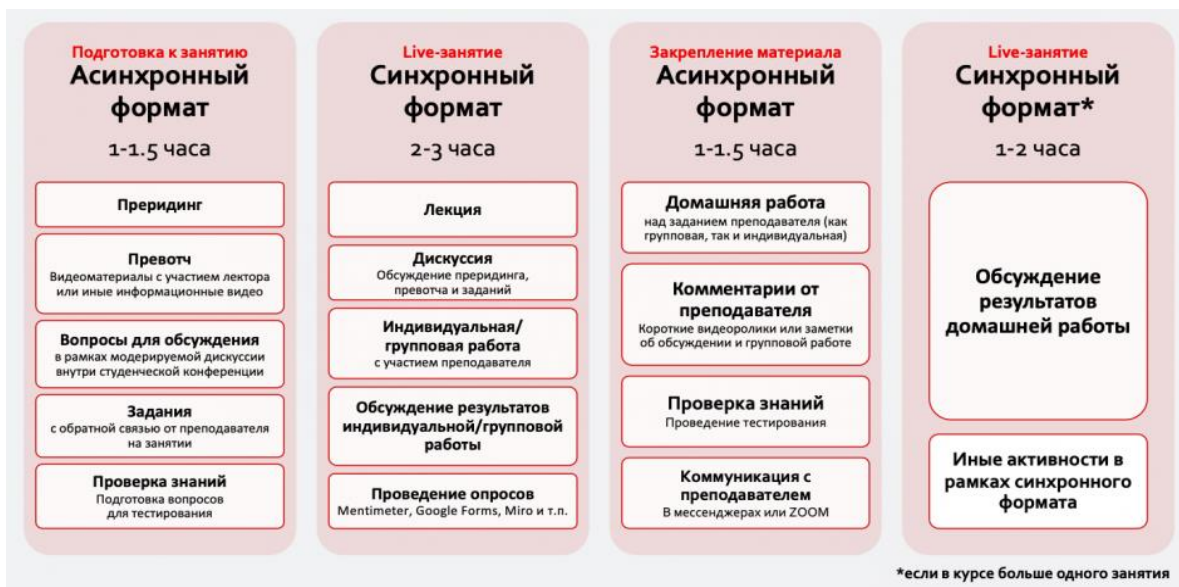 Подготовка к занятию
Асинхронный
формат
1-1.5 часа
Преридинг
Превотч
Видеоматериалы с участием лектора
или иные информационные видео
Вопросы для обсуждения
в рамках модерируемой дискуссии
внутри студенческой конференции
Задания
с обратной связью от преподавателя
на занятии
Проверка знаний
Подготовка вопросов
для тестирования
Live-занятие
Синхронный
формат
2-3 часа
Лекция
Дискуссия
Обсуждение преридинга,
превотча и заданий
Индивидуальная/
групповая работа
с участием преподавателя
Обсуждение результатов
индивидуальной/групповой
работы
Проведение опросов
Mentimeter, Google Forms, Miro и т.п.
Закрепление материала
Асинхронный
формат
1-1.5 часа
Домашняя работа
над заданием преподавателя (как
групповая, так и индивидуальная)
Комментарии от
преподавателя
Короткие видеоролики или заметки
об обсуждении и групповой работе
Проверка знаний
Проведение тестирования
Коммуникация с
преподавателем
В мессенджерах или ZOOM
Live-занятие
Синхронный
формат*
1-2 часа
Обсуждение
результатов
домашней работы
Иные активности в
рамках синхронного
формата
*если в курсе больше одного занятия